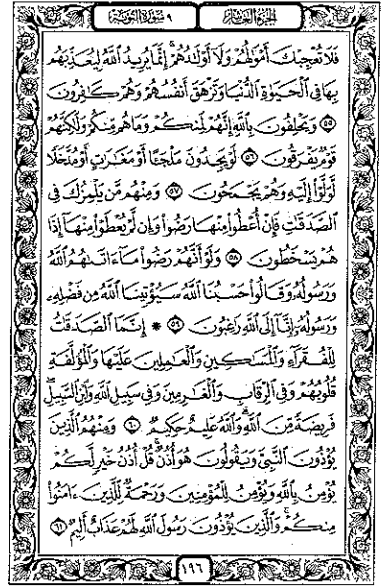 الجزء العاشر
٩ سورة التوبة
فَلَا تُعْجِبْكَ أَمْوَٰلُهُمْ وَلَآ أَوْلَٰدُهُمْ ۚ إِنَّمَا يُرِيدُ ٱللَّهُ لِيُعَذِّبَهُم
بِهَا فِى ٱلْحَيَوٰةِ ٱلدُّنْيَا وَتَزْهَقَ أَنفُسُهُمْ وَهُمْ كَٰفِرُونَ
٥٥ وَيَحْلِفُونَ بِٱللَّهِ إِنَّهُمْ لَمِنكُمْ وَمَا هُم مِّنكُمْ وَلَٰكِنَّهُمْ
قَوْمٌ يَفْرَقُونَ ٥٦ لَوْ يَجِدُونَ مَلْجَـًٔا أَوْ مَغَٰرَٰتٍ أَوْ مُدَّخَلًا
لَّوَلَّوْا۟ إِلَيْهِ وَهُمْ يَجْمَحُونَ ٥٧ وَمِنْهُم مَّن يَلْمِزُكَ فِى
ٱلصَّدَقَٰتِ فَإِنْ أُعْطُوا۟ مِنْهَا رَضُوا۟ وَإِن لَّمْ يُعْطَوْا۟ مِنْهَآ إِذَا
هُمْ يَسْخَطُونَ ٥٨ وَلَوْ أَنَّهُمْ رَضُوا۟ مَآ ءَاتَىٰهُمُ ٱللَّهُ
وَرَسُولُهُۥ وَقَالُوا۟ حَسْبُنَا ٱللَّهُ سَيُؤْتِينَا ٱللَّهُ مِن فَضْلِهِۦ
وَرَسُولُهُۥٓ إِنَّآ إِلَى ٱللَّهِ رَٰغِبُونَ ٥٩ * إِنَّمَا ٱلصَّدَقَٰتُ
لِلْفُقَرَآءِ وَٱلْمَسَٰكِينِ وَٱلْعَٰمِلِينَ عَلَيْهَا وَٱلْمُؤَلَّفَةِ
قُلُوبُهُمْ وَفِى ٱلرِّقَابِ وَٱلْغَٰرِمِينَ وَفِى سَبِيلِ ٱللَّهِ وَٱبْنِ ٱلسَّبِيلِ ۖ
فَرِيضَةً مِّنَ ٱللَّهِ ۗ وَٱللَّهُ عَلِيمٌ حَكِيمٌ ٦٠ وَمِنْهُمُ ٱلَّذِينَ
يُؤْذُونَ ٱلنَّبِىَّ وَيَقُولُونَ هُوَ أُذُنٌ ۚ قُلْ أُذُنُ خَيْرٍ لَّكُمْ
يُؤْمِنُ بِٱللَّهِ وَيُؤْمِنُ لِلْمُؤْمِنِينَ وَرَحْمَةٌ لِّلَّذِينَ ءَامَنُوا۟
مِنكُمْ ۚ وَٱلَّذِينَ يُؤْذُونَ رَسُولَ ٱللَّهِ لَهُمْ عَذَابٌ أَلِيمٌ ٦١
١٩٦